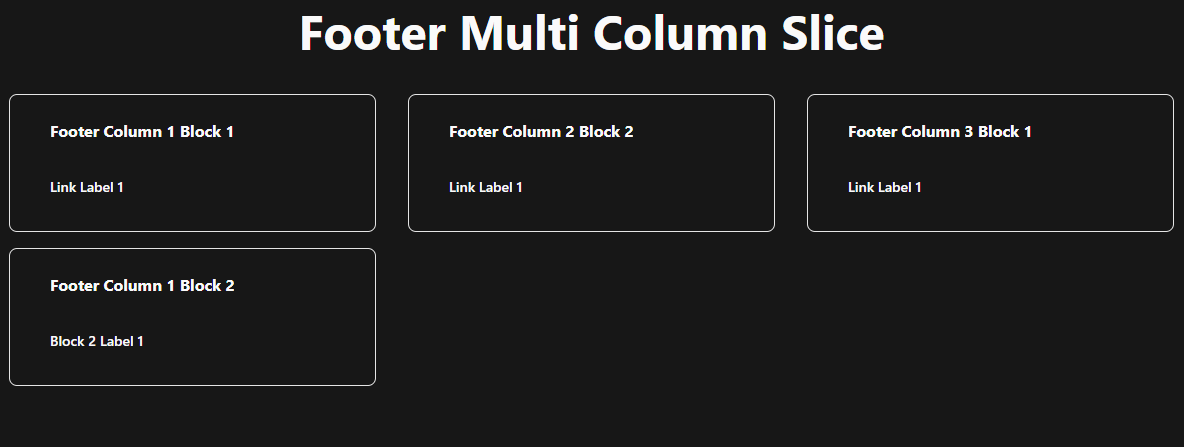 Footer Multi Column Slice
Footer Column 1 Block 1
Link Label 1
Footer Column 2 Block 2
Link Label 1
Footer Column 3 Block 1
Link Label 1
Footer Column 1 Block 2
Block 2 Label 1